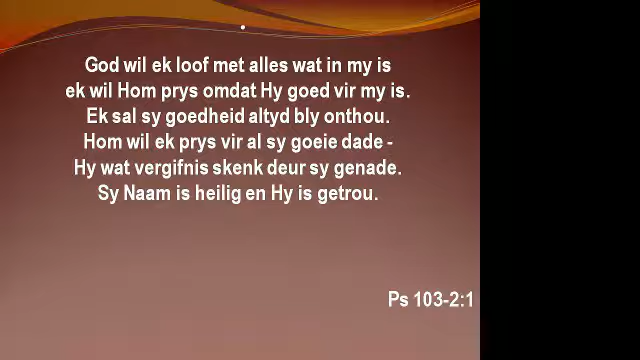 God wil ek loof met alles wat in my is
ek wil Hom prys omdat Hy goed vir my is.
Ek sal sy goedheid altyd bly onthou.
Hom wil ek prys vir al sy goeie dade -
Hy wat vergifnis skenk deur sy genade.
Sy Naam is heilig en Hy is getrou.
Ps 103-2:1